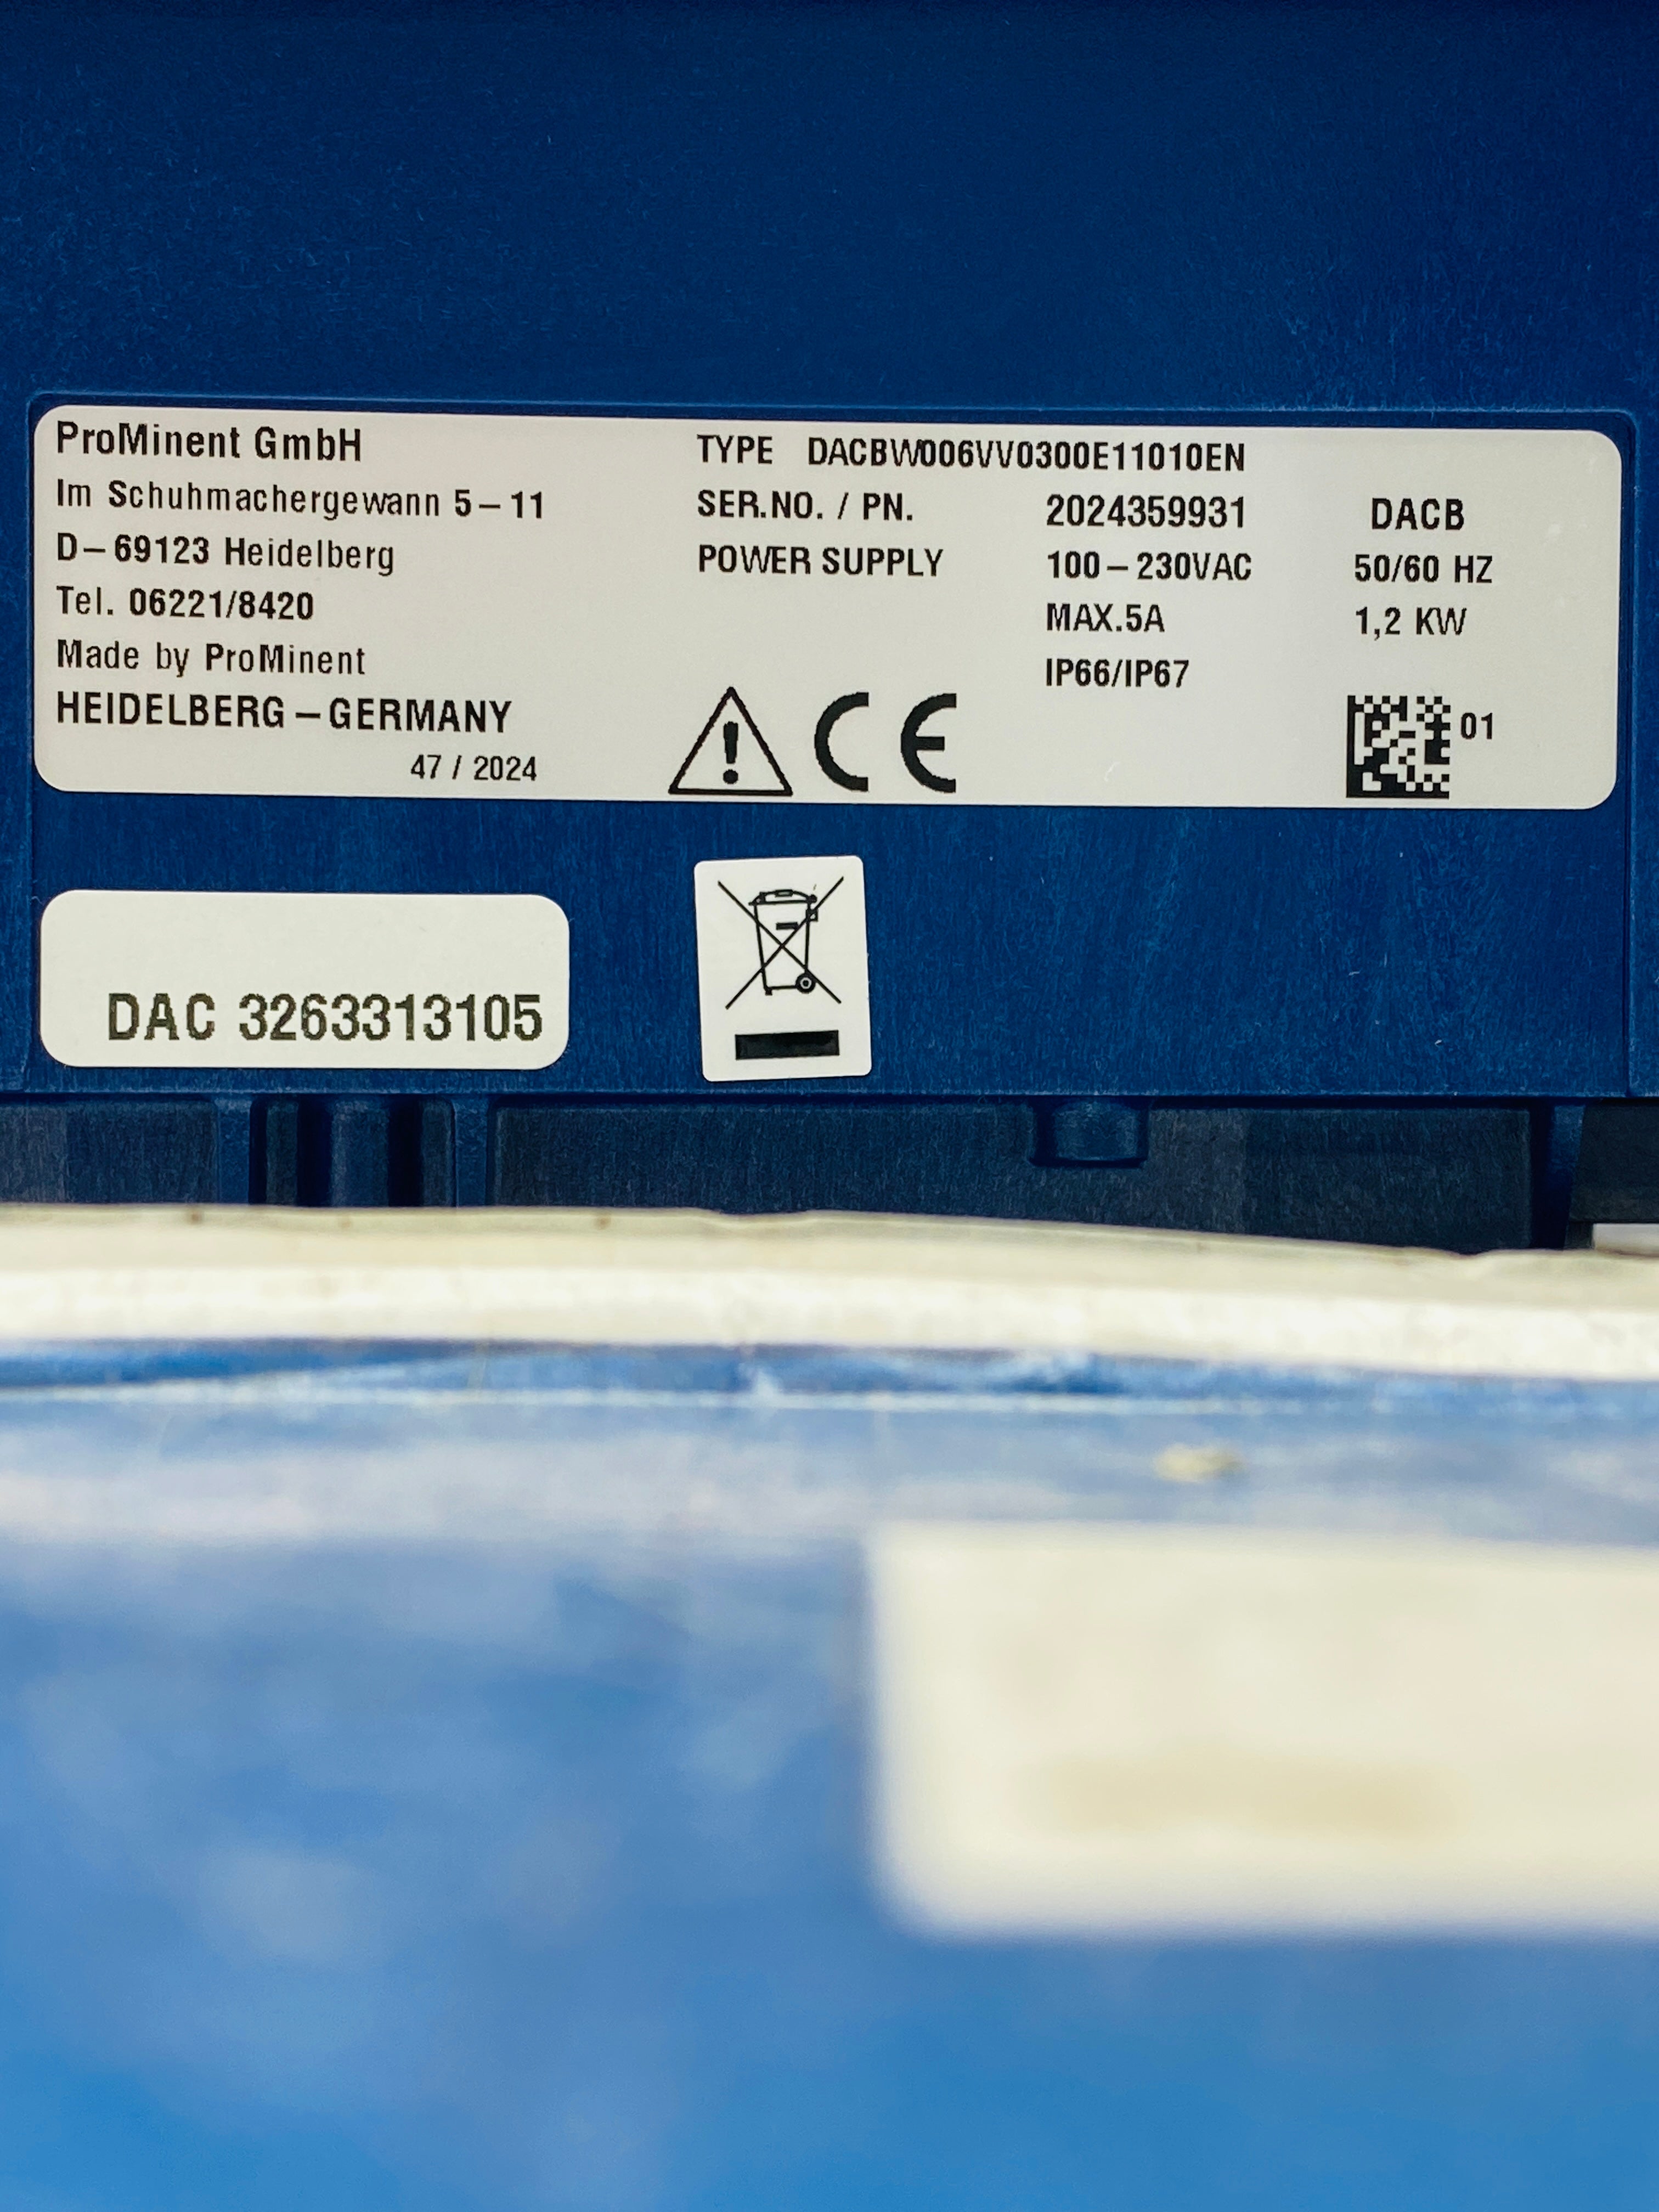 ProMinent GmbH
Im Schuhmachergewann 5–11
D–69123 Heidelberg
Tel. 06221/8420
Made by ProMinent
HEIDELBERG–GERMANY
47 / 2024
TYPE DACBW006VV0300E11010EN
SER.NO. / PN. 2024359931 DACB
POWER SUPPLY 100–230VAC 50/60 HZ
MAX.5A 1,2 KW
IP66/IP67
CE
01
DAC 3263313105